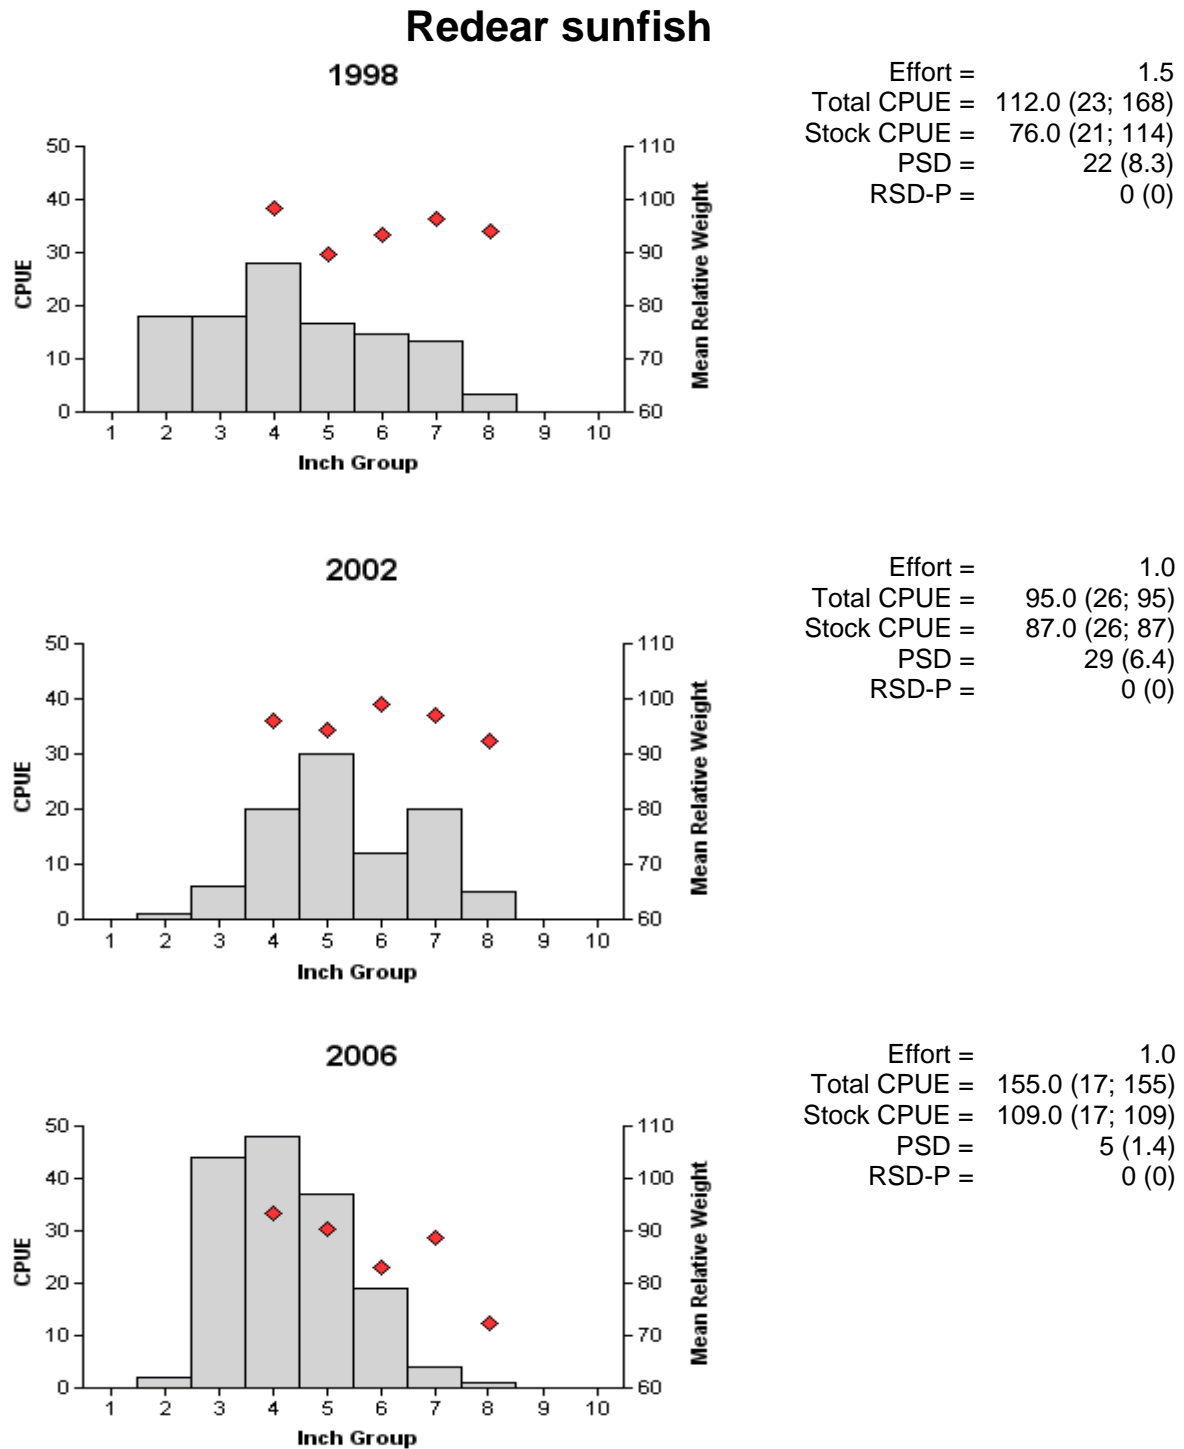 Redear sunfish
1998
Effort = 1.5
Total CPUE = 112.0 (23; 168)
Stock CPUE = 76.0 (21; 114)
PSD = 22 (8.3)
RSD-P = 0 (0)
50 110
40 100
30 90
20 80
10 70
0 60
CPUE
Mean Relative Weight
1 2 3 4 5 6 7 8 9 10
Inch Group
2002
Effort = 1.0
Total CPUE = 95.0 (26; 95)
Stock CPUE = 87.0 (26; 87)
PSD = 29 (6.4)
RSD-P = 0 (0)
50 110
40 100
30 90
20 80
10 70
0 60
CPUE
Mean Relative Weight
1 2 3 4 5 6 7 8 9 10
Inch Group
2006
Effort = 1.0
Total CPUE = 155.0 (17; 155)
Stock CPUE = 109.0 (17; 109)
PSD = 5 (1.4)
RSD-P = 0 (0)
50 110
40 100
30 90
20 80
10 70
0 60
CPUE
Mean Relative Weight
1 2 3 4 5 6 7 8 9 10
Inch Group